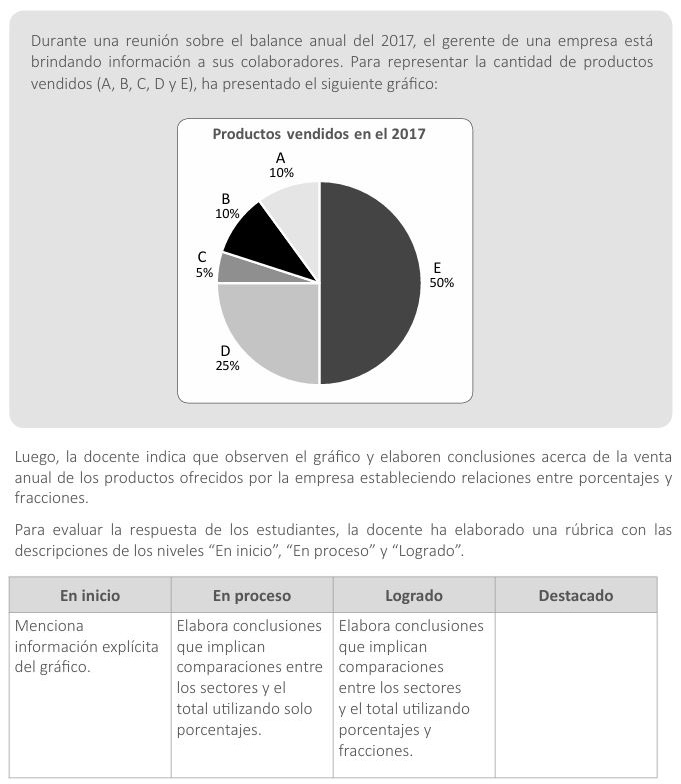 Durante una reunión sobre el balance anual del 2017, el gerente de una empresa está
brindando información a sus colaboradores. Para representar la cantidad de productos
vendidos (A, B, C, D y E), ha presentado el siguiente gráfico:
Productos vendidos en el 2017
A
10%
B
10%
C
5%
E
50%
D
25%
Luego, la docente indica que observen el gráfico y elaboren conclusiones acerca de la venta
anual de los productos ofrecidos por la empresa estableciendo relaciones entre porcentajes y
fracciones.
Para evaluar la respuesta de los estudiantes, la docente ha elaborado una rúbrica con las
descripciones de los niveles “En inicio”, “En proceso” y “Logrado”.
En inicio
En proceso
Logrado
Destacado
Menciona
información explícita
del gráfico.
Elabora conclusiones
que implican
comparaciones entre
los sectores y el
total utilizando solo
porcentajes.
Elabora conclusiones
que implican
comparaciones
entre los sectores
y el total utilizando
porcentajes y
fracciones.